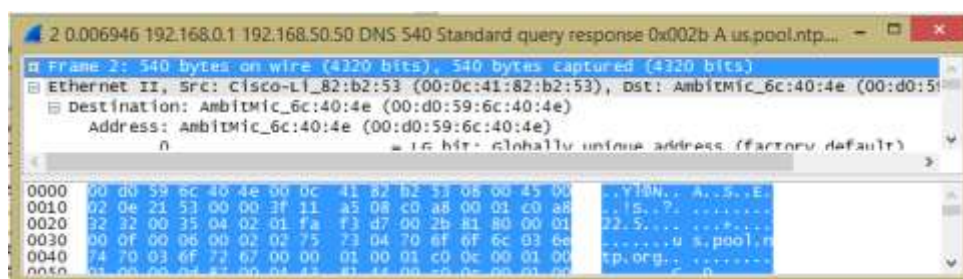 2 0.006946 192.168.0.1 192.168.50.50 DNS 540 Standard query response 0x002b A us.pool.ntp....
Frame 2: 540 bytes on wire (4320 bits), 540 bytes captured (4320 bits)
Ethernet II, Src: Cisco-Li_82:b2:53 (00:0c:41:82:b2:53), Dst: AmbitMic_6c:40:4e (00:d0:5
Destination: AmbitMic_6c:40:4e (00:d0:59:6c:40:4e)
Address: AmbitMic_6c:40:4e (00:d0:59:6c:40:4e)
= LG bit: Globally unique address (factory default)
0000 00 d0 59 6c 40 4e 00 0c 41 82 b2 53 08 00 45 00 ..Yl@N.. A..S..E.
0010 02 0e 21 53 00 00 3f 11 a5 08 c0 a8 00 01 c0 a8 ..!S..?. ........
0020 32 32 00 35 04 02 01 fa f3 d7 00 2b 81 80 00 01 22.5.... ...+....
0030 00 0f 00 06 00 02 02 75 73 04 70 6f 6f 6c 03 6e .......u s.pool.n
0040 74 70 03 6f 72 67 00 00 01 00 01 c0 0c 00 01 00 tp.org.. ........
0050